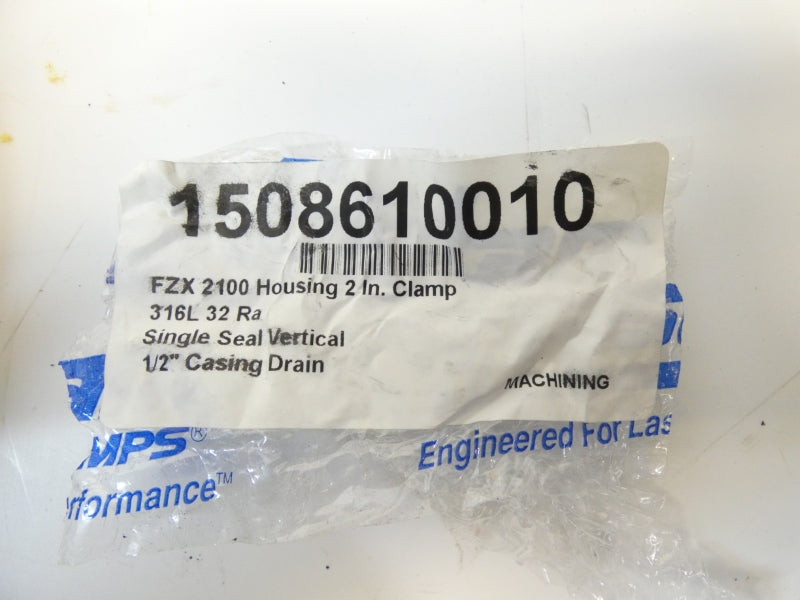 1508610010
FZX 2100 Housing 2 In. Clamp
316L 32 Ra
Single Seal Vertical
1/2" Casing Drain
MACHINING
MPS®
Engineered For Las
rformance™